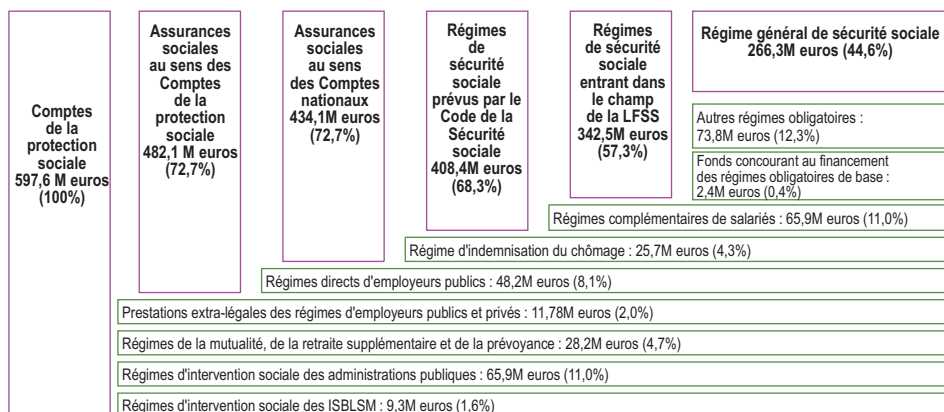 Comptes
de la
protection
sociale
597,6 M euros
(100%)
Assurances
sociales
au sens des
Comptes
de la
protection
sociale
482,1 M euros
(72,7%)
Assurances
sociales
au sens
des Comptes
nationaux
434,1M euros
(72,7%)
Régimes
de
sécurité
sociale
prévus par le
Code de la
Sécurité
sociale
408,4M euros
(68,3%)
Régimes
de sécurité
sociale
entrant dans
le champ
de la LFSS
342,5M euros
(57,3%)
Régime général de sécurité sociale
266,3M euros (44,6%)
Autres régimes obligatoires :
73,8M euros (12,3%)
Fonds concourant au financement
des régimes obligatoires de base :
2,4M euros (0,4%)
Régimes complémentaires de salariés : 65,9M euros (11,0%)
Régime d'indemnisation du chômage : 25,7M euros (4,3%)
Régimes directs d'employeurs publics : 48,2M euros (8,1%)
Prestations extra-légales des régimes d'employeurs publics et privés : 11,78M euros (2,0%)
Régimes de la mutualité, de la retraite supplémentaire et de la prévoyance : 28,2M euros (4,7%)
Régimes d'intervention sociale des administrations publiques : 65,9M euros (11,0%)
Régimes d'intervention sociale des ISBLSM : 9,3M euros (1,6%)